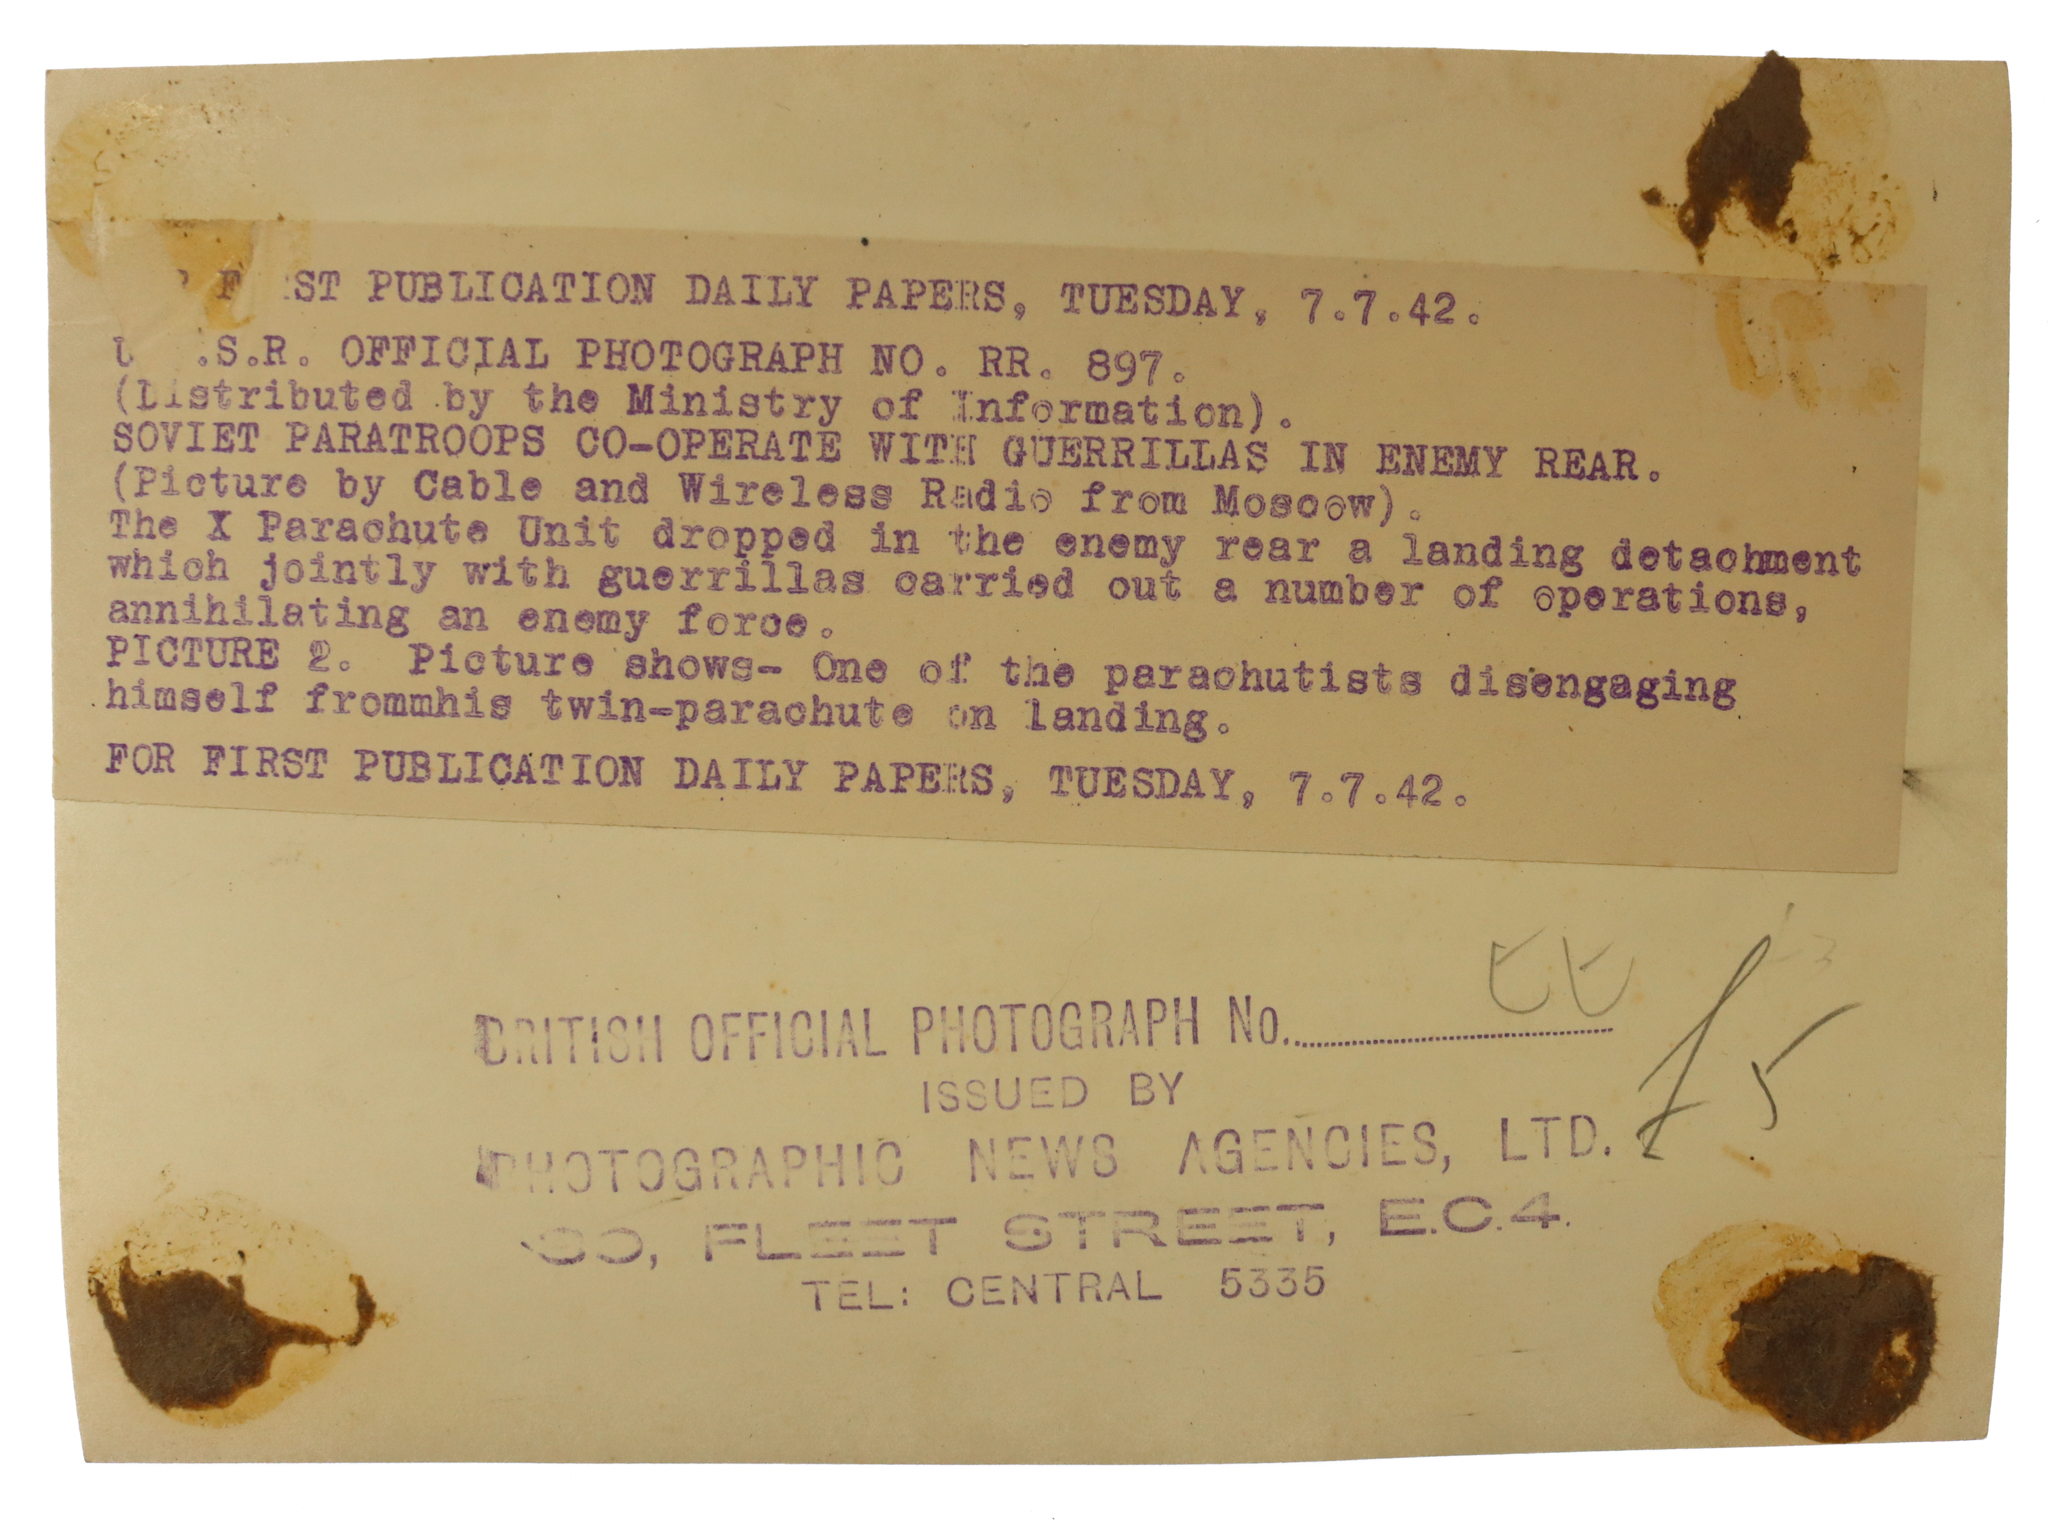 FIRST PUBLICATION DAILY PAPERS, TUESDAY, 7.7.42.
U.S.S.R. OFFICIAL PHOTOGRAPH NO. RR. 897.
(Distributed by the Ministry of Information).
SOVIET PARATROOPS CO-OPERATE WITH GUERRILLAS IN ENEMY REAR.
(Picture by Cable and Wireless Radio from Moscow).
The X Parachute Unit dropped in the enemy rear a landing detachment
which jointly with guerrillas carried out a number of operations,
annihilating an enemy force.
PICTURE 2. Picture shows- One of the parachutists disengaging
himself frommhis twin-parachute on landing.
FOR FIRST PUBLICATION DAILY PAPERS, TUESDAY, 7.7.42.
BRITISH OFFICIAL PHOTOGRAPH No.
ISSUED BY
PHOTOGRAPHIC NEWS AGENCIES, LTD.
FLEET STREET, E.C.4.
TEL: CENTRAL 5335